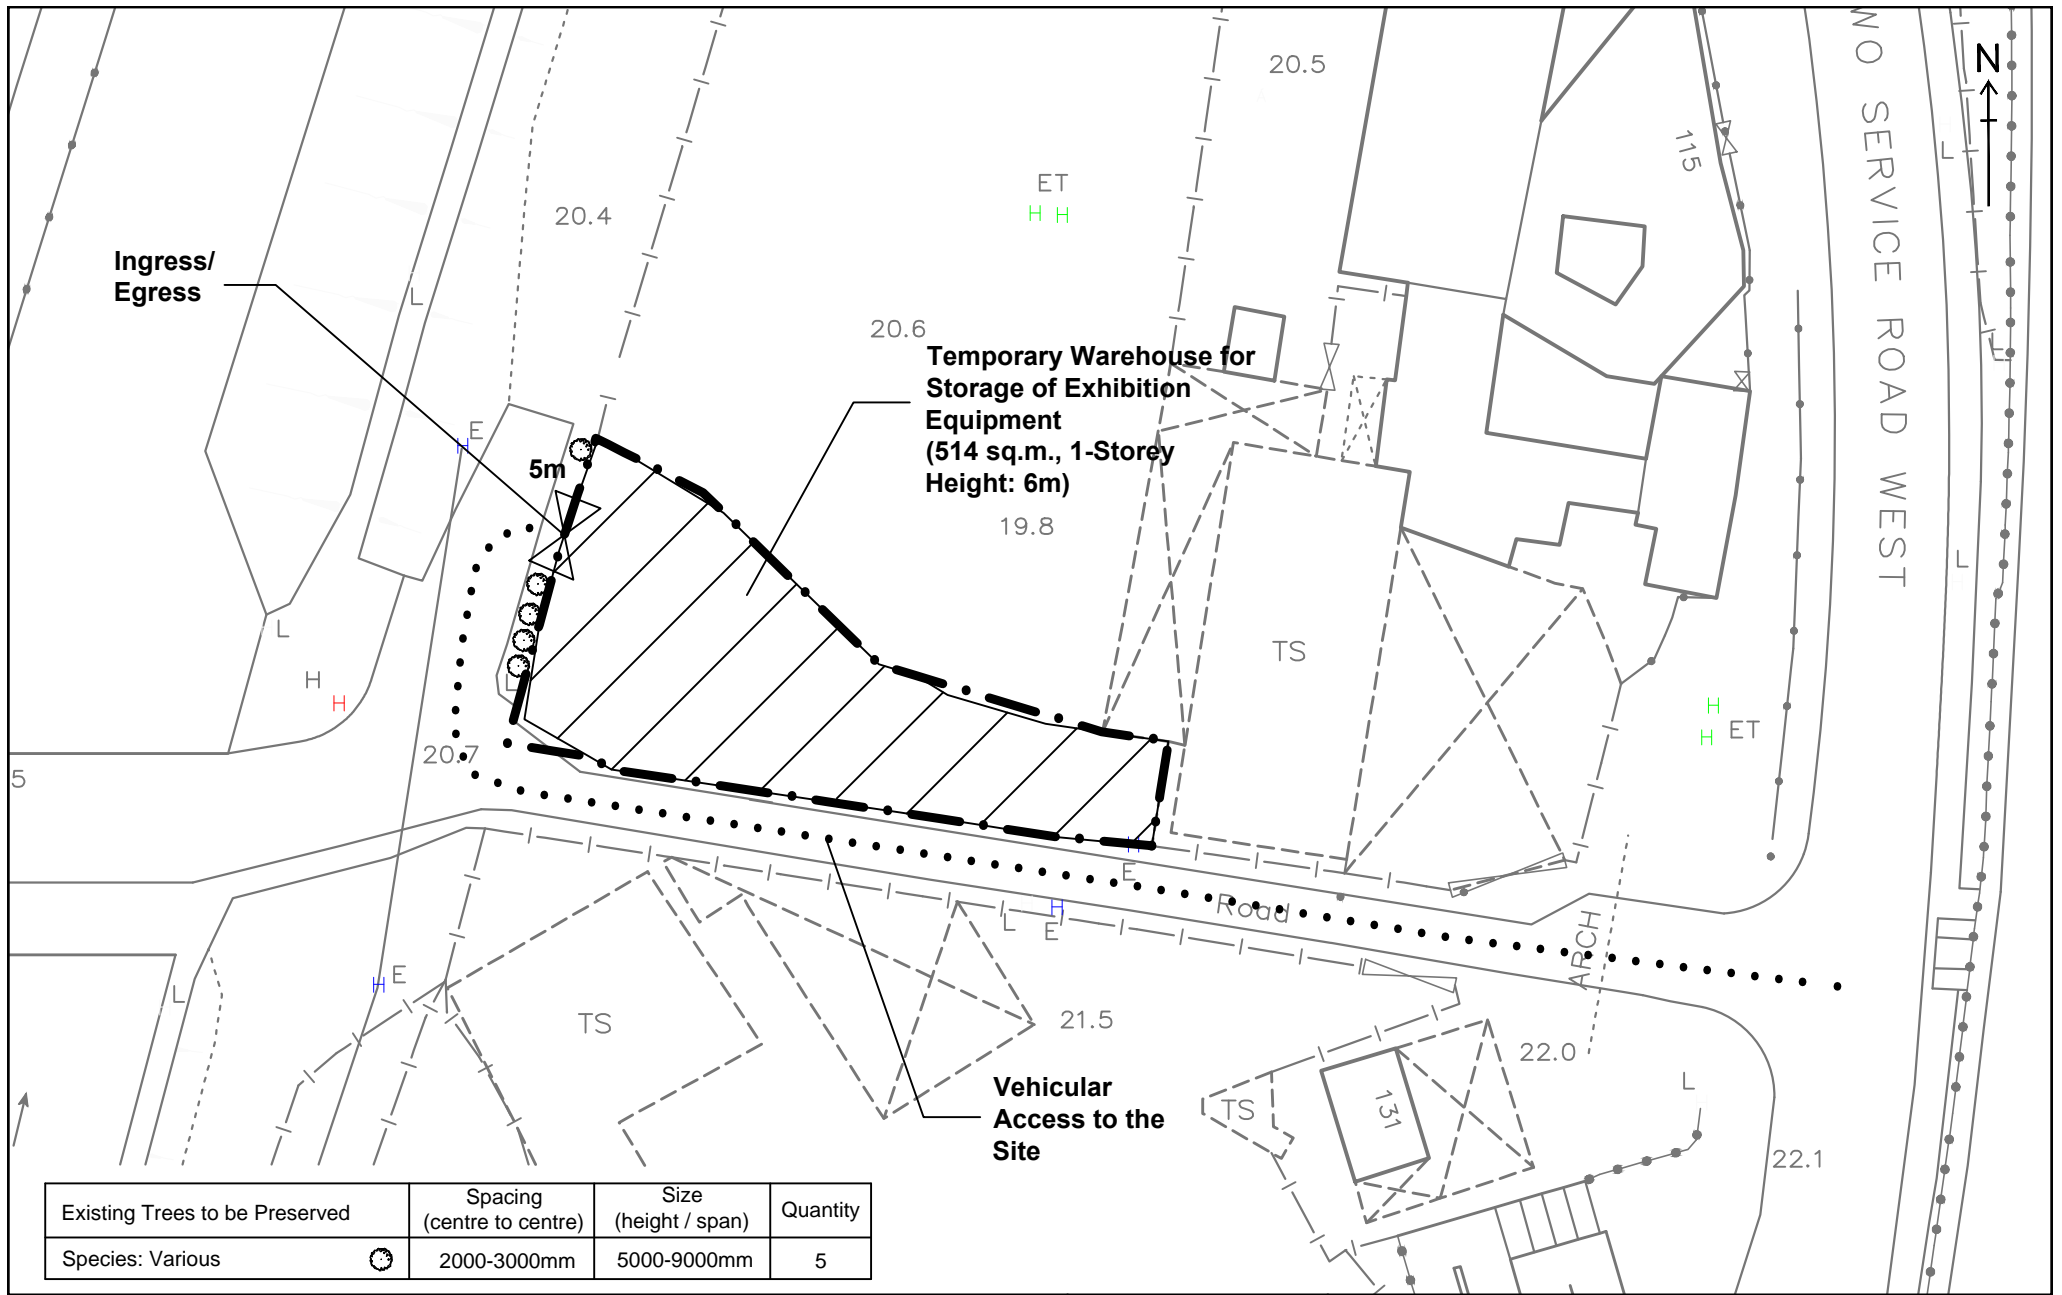 20.5
N
WO SERVICE ROAD WEST
L
115
ET
H H
20.4
Ingress/
Egress
L
20.6
L
Temporary Warehouse for
Storage of Exhibition
Equipment
(514 sq.m., 1-Storey
Height: 6m)
H E
5m
19.8
L
L
TS
H
H
L
H
H ET
20.7
5
H
E
Road
H
L
E
ARCH
H E
L
TS
21.5
22.0
Vehicular
Access to the
Site
L
TS
131
22.1
Existing Trees to be Preserved
Spacing
(centre to centre)
Size
(height / span)
Quantity
Species: Various
2000-3000mm
5000-9000mm
5